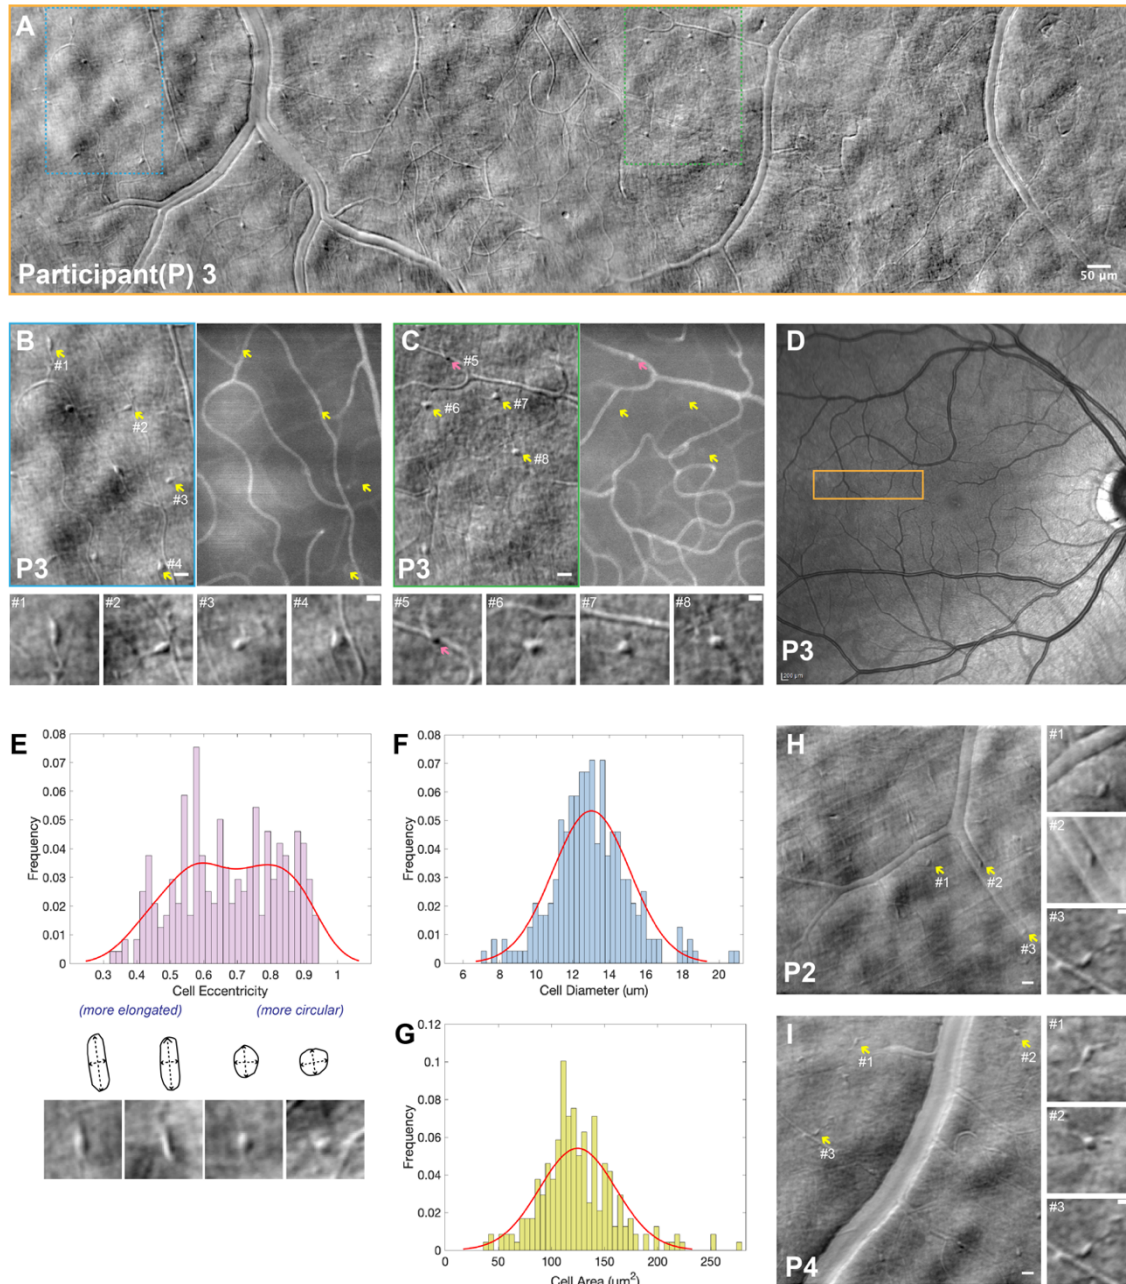 A
Participant(P) 3
50 µm
B
#1
#2
#3
#4
P3
#1
#2
#3
#4
C
#5
#6
#7
#8
P3
#5
#6
#7
#8
D
P3
200 µm
E
0.08
0.07
0.06
0.05
0.04
0.03
0.02
0.01
0
Frequency
0.3 0.4 0.5 0.6 0.7 0.8 0.9 1
Cell Eccentricity
(more elongated) (more circular)
F
0.08
0.07
0.06
0.05
0.04
0.03
0.02
0.01
0
Frequency
6 8 10 12 14 16 18 20
Cell Diameter (um)
G
0.12
0.1
0.08
0.06
0.04
0.02
0
Frequency
0 50 100 150 200 250
Cell Area (um²)
H
#1
#2
#3
P2
#1
#2
#3
I
#1
#2
#3
P4
#1
#2
#3